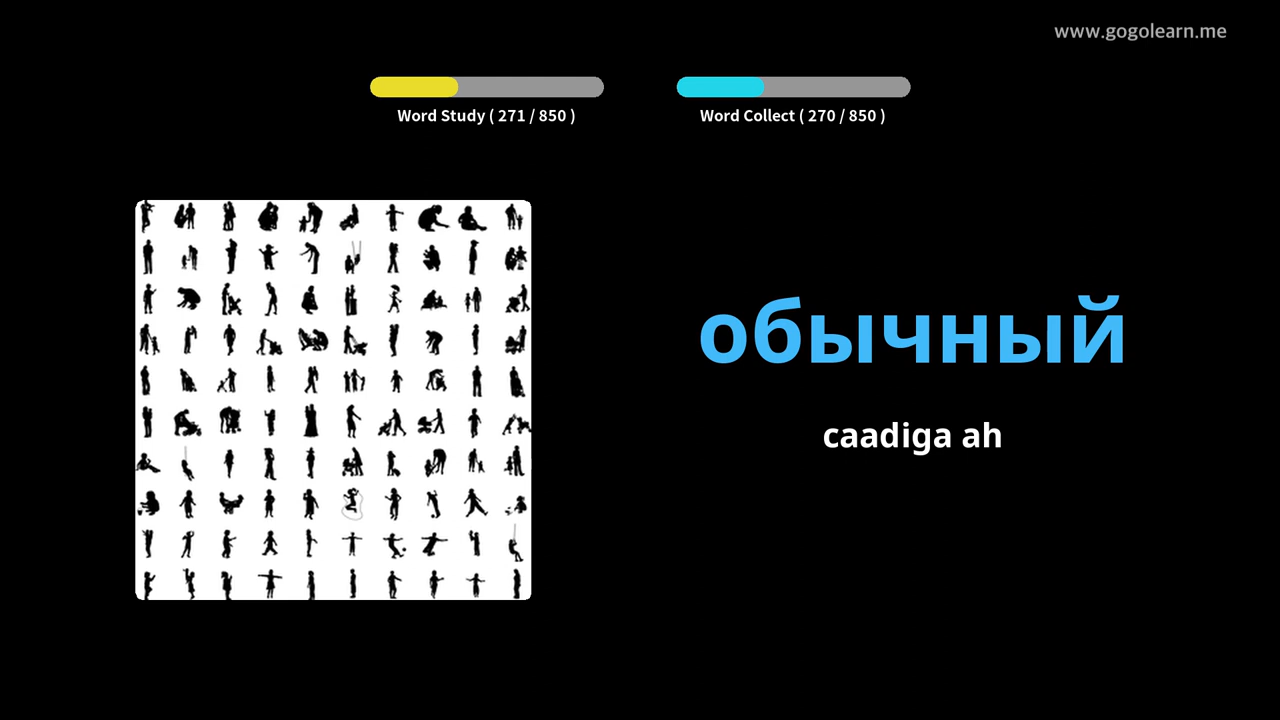 www.gogolearn.me
Word Study ( 271 / 850 )
Word Collect ( 270 / 850 )
обычный
caadiga ah